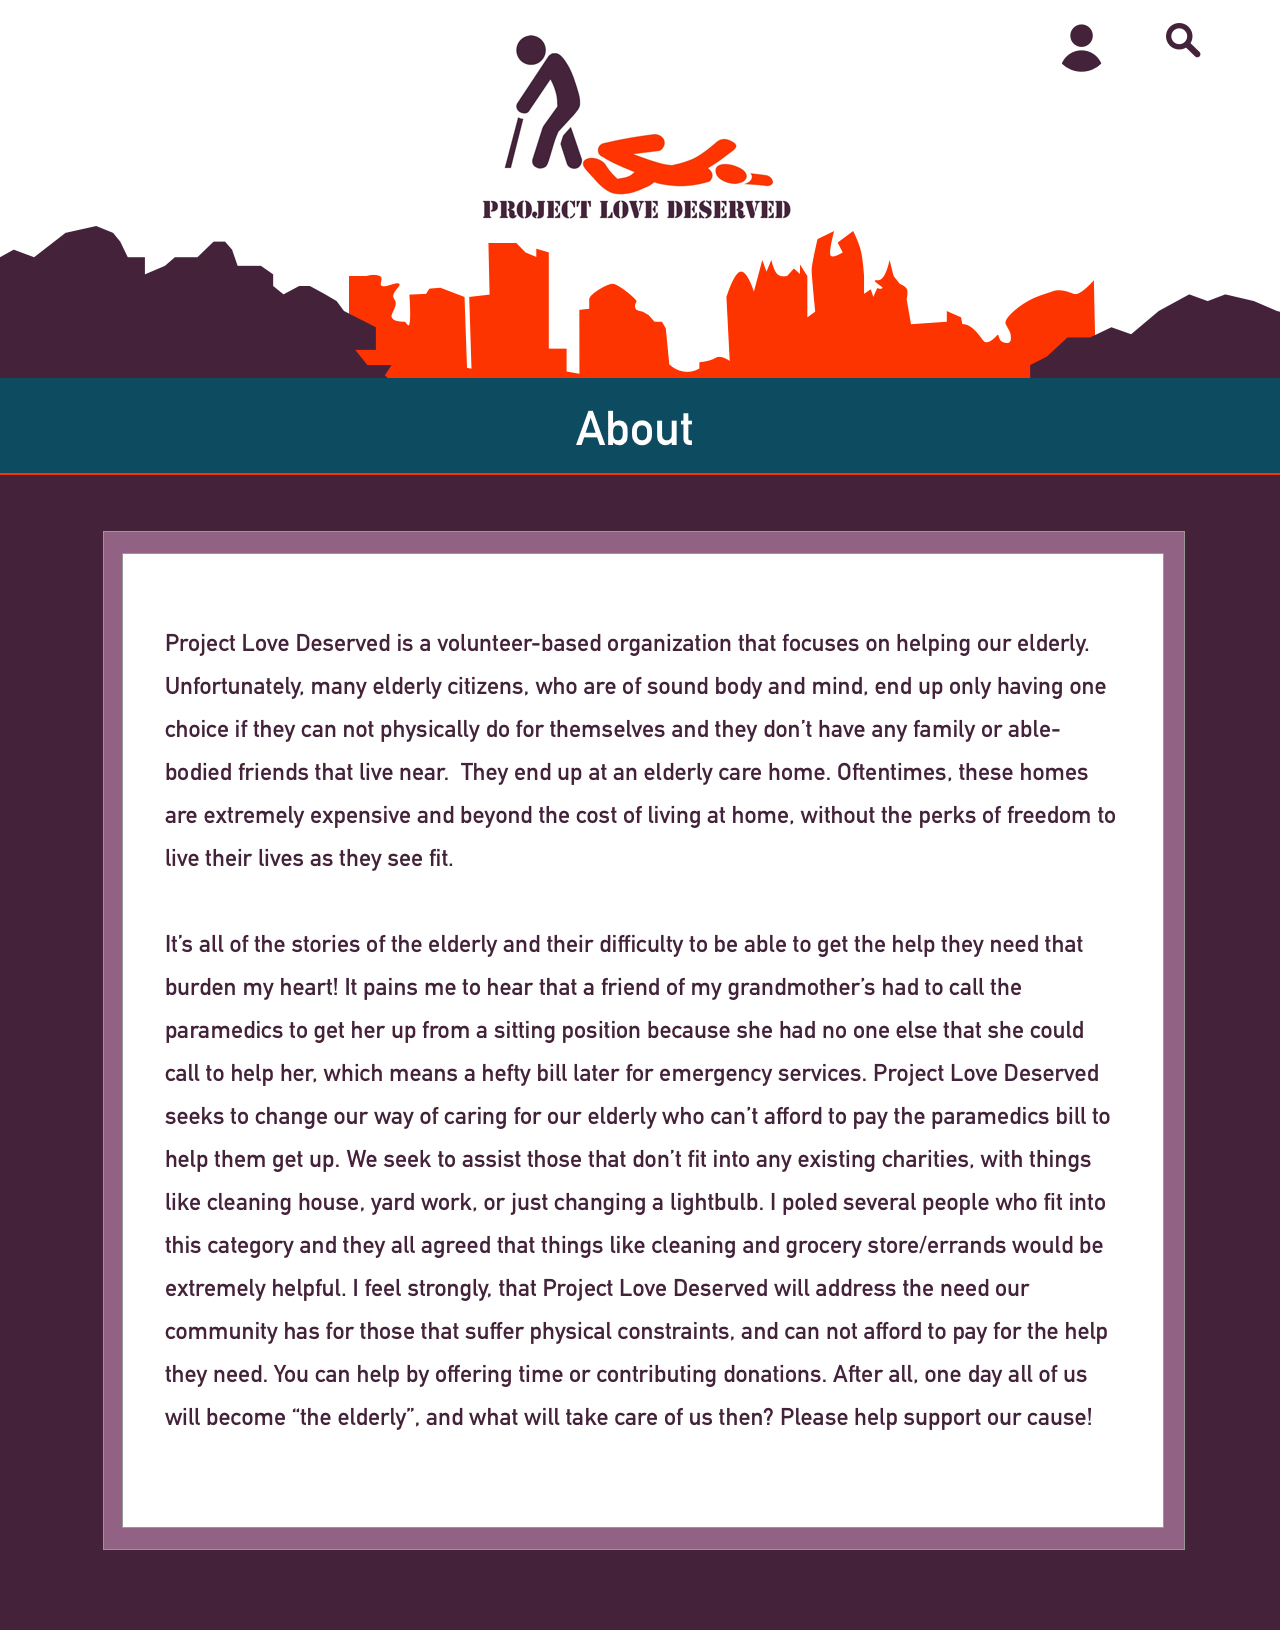 PROJECT LOVE DESERVED
About
Project Love Deserved is a volunteer-based organization that focuses on helping our elderly.
Unfortunately, many elderly citizens, who are of sound body and mind, end up only having one
choice if they can not physically do for themselves and they don’t have any family or able-
bodied friends that live near.  They end up at an elderly care home. Oftentimes, these homes
are extremely expensive and beyond the cost of living at home, without the perks of freedom to
live their lives as they see fit.
It’s all of the stories of the elderly and their difficulty to be able to get the help they need that
burden my heart! It pains me to hear that a friend of my grandmother’s had to call the
paramedics to get her up from a sitting position because she had no one else that she could
call to help her, which means a hefty bill later for emergency services. Project Love Deserved
seeks to change our way of caring for our elderly who can’t afford to pay the paramedics bill to
help them get up. We seek to assist those that don’t fit into any existing charities, with things
like cleaning house, yard work, or just changing a lightbulb. I poled several people who fit into
this category and they all agreed that things like cleaning and grocery store/errands would be
extremely helpful. I feel strongly, that Project Love Deserved will address the need our
community has for those that suffer physical constraints, and can not afford to pay for the help
they need. You can help by offering time or contributing donations. After all, one day all of us
will become “the elderly”, and what will take care of us then? Please help support our cause!